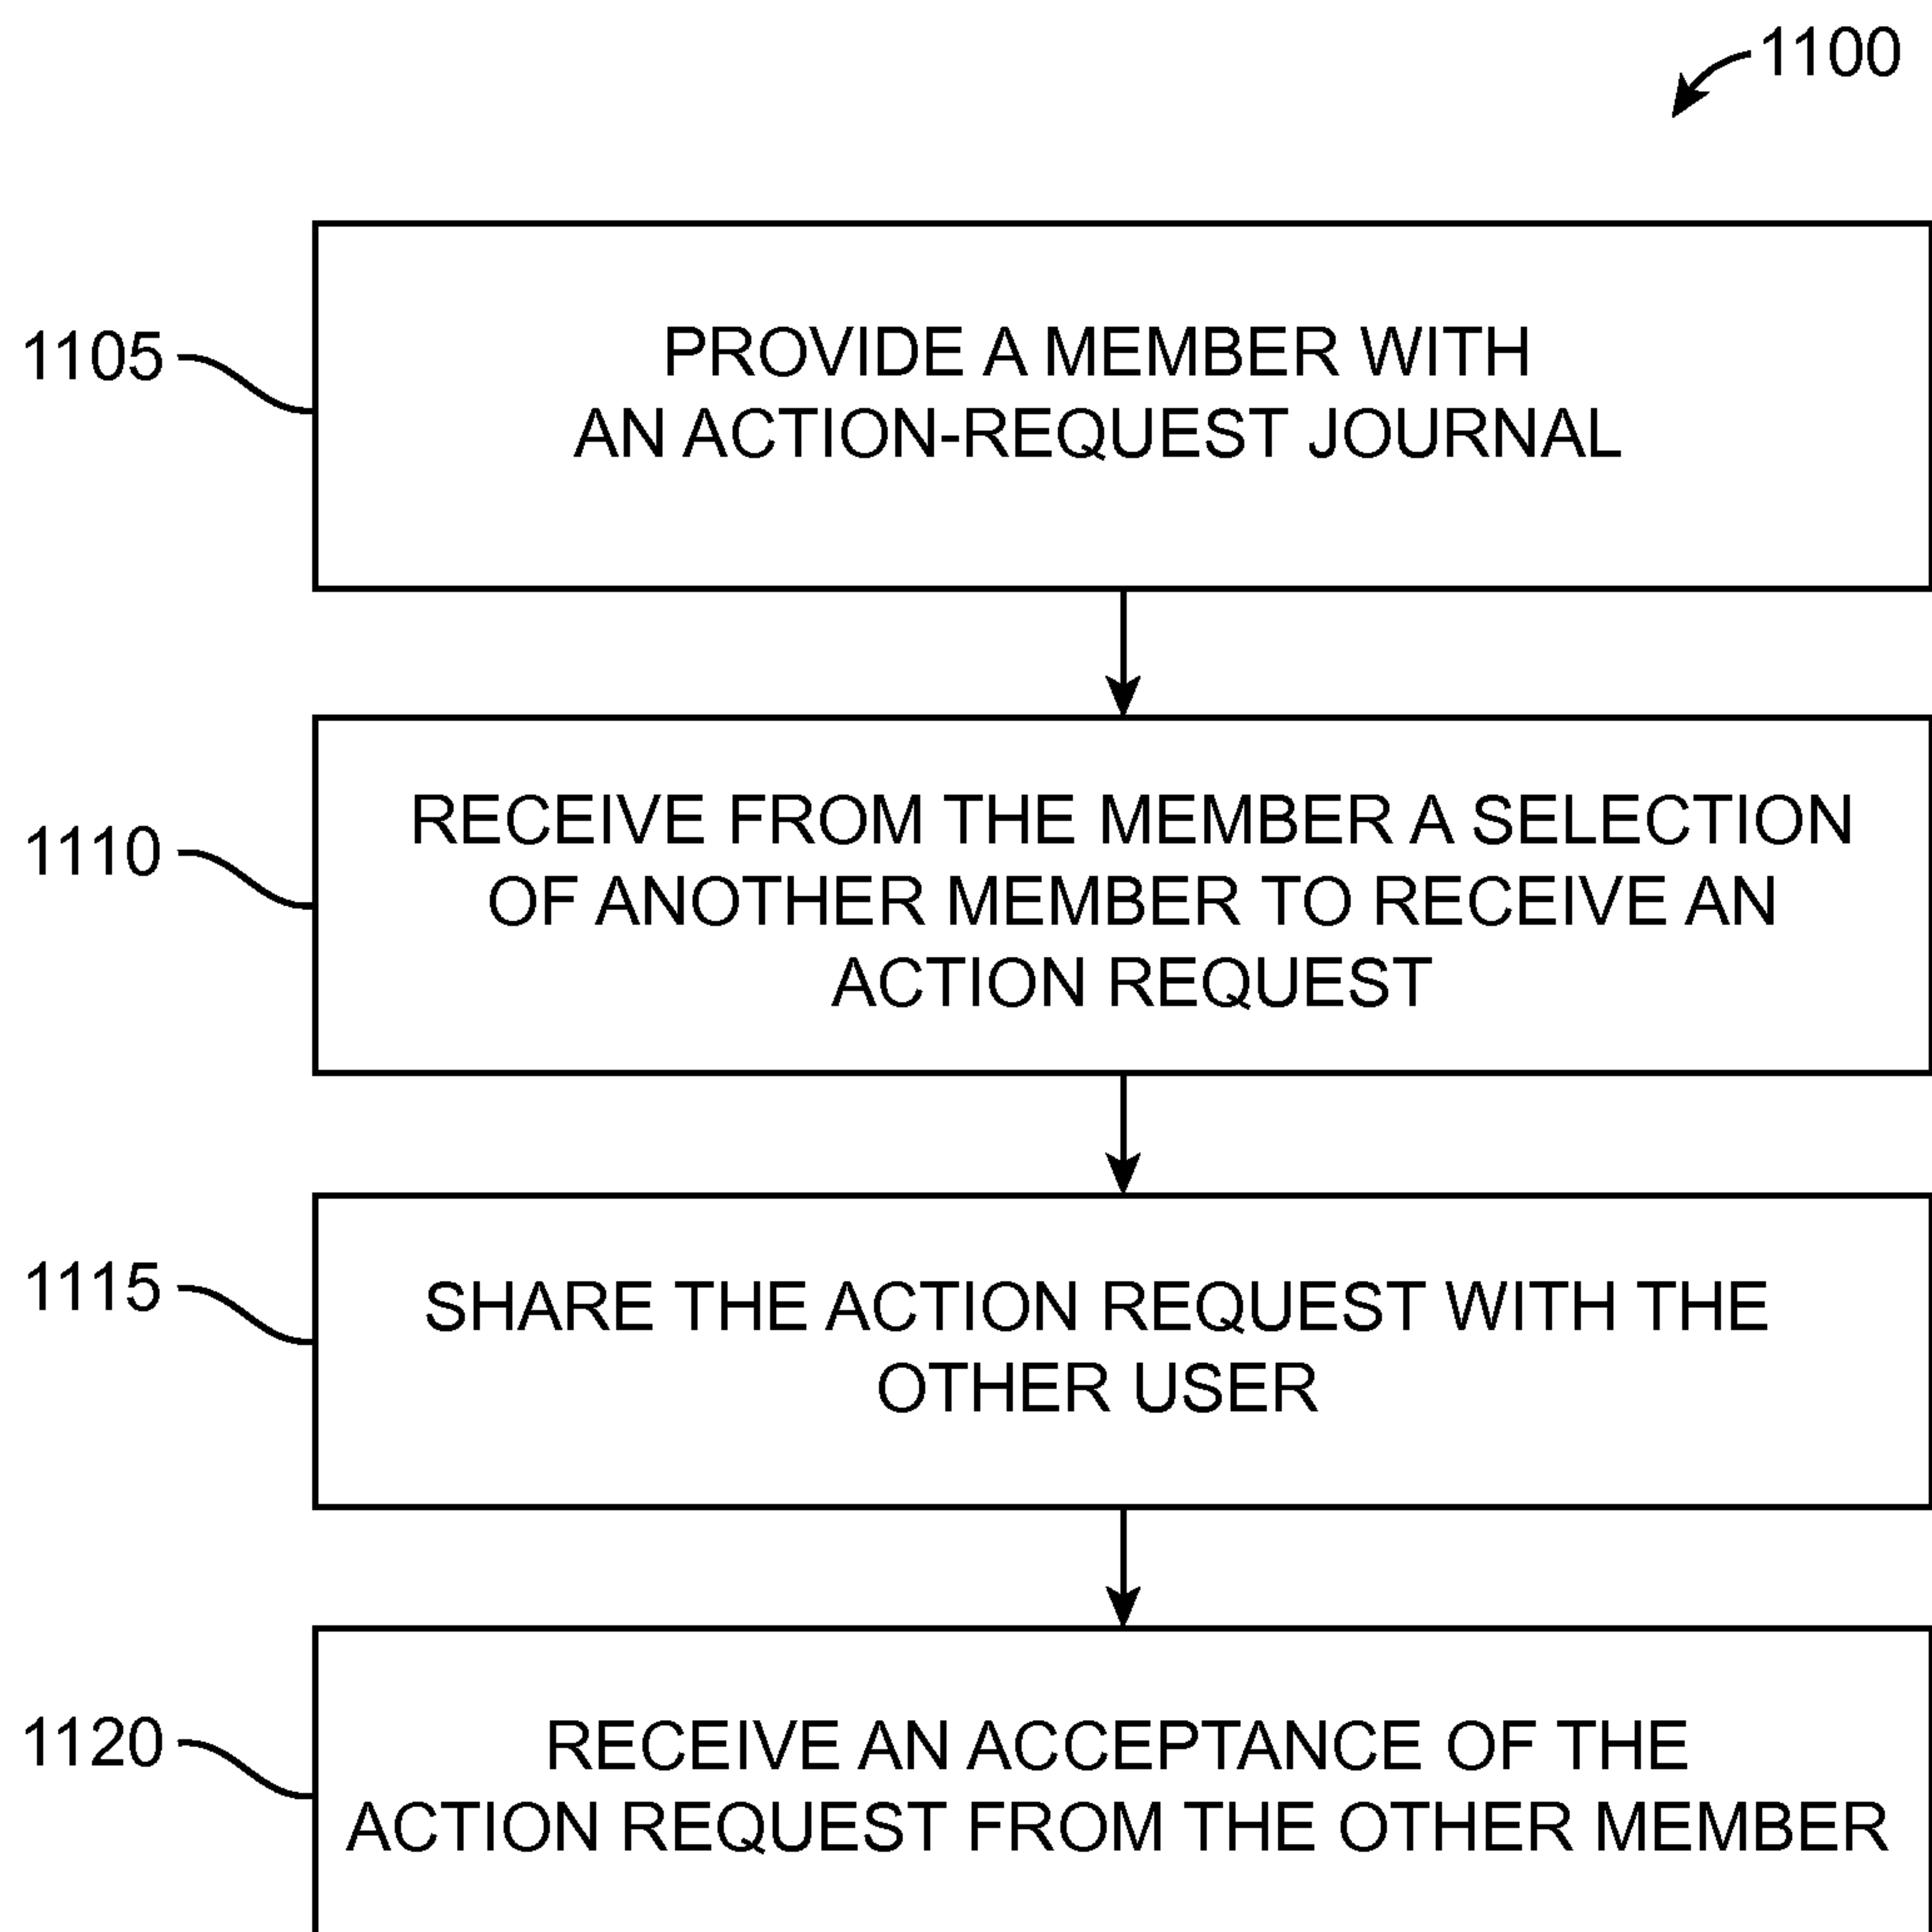 1100
1105
PROVIDE A MEMBER WITH
AN ACTION-REQUEST JOURNAL
1110
RECEIVE FROM THE MEMBER A SELECTION
OF ANOTHER MEMBER TO RECEIVE AN
ACTION REQUEST
1115
SHARE THE ACTION REQUEST WITH THE
OTHER USER
1120
RECEIVE AN ACCEPTANCE OF THE
ACTION REQUEST FROM THE OTHER MEMBER